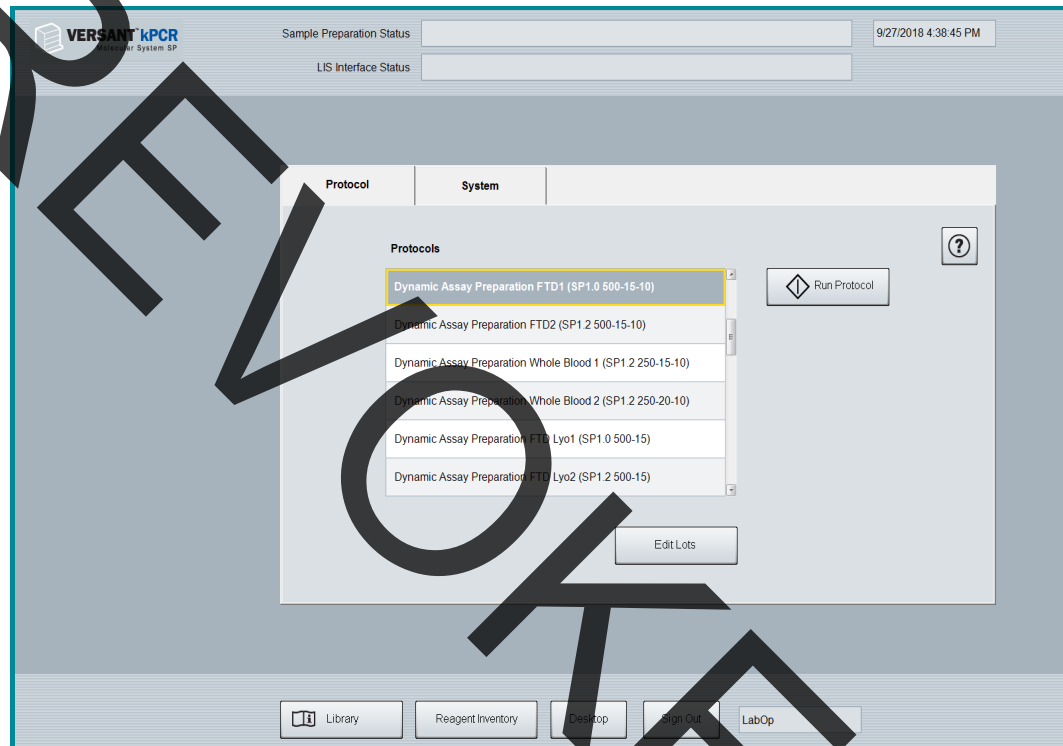 VERSANT™ kPCR
Molecular System SP
Sample Preparation Status
9/27/2018 4:38:45 PM
LIS Interface Status
Protocol
System
Protocols
?
Dynamic Assay Preparation FTD1 (SP1.0 500-15-10)
Run Protocol
Dynamic Assay Preparation FTD2 (SP1.2 500-15-10)
Dynamic Assay Preparation Whole Blood 1 (SP1.2 250-15-10)
Dynamic Assay Preparation Whole Blood 2 (SP1.2 250-20-10)
Dynamic Assay Preparation FTD Lyo1 (SP1.0 500-15)
Dynamic Assay Preparation FTD Lyo2 (SP1.2 500-15)
Edit Lots
Library
Reagent Inventory
Desktop
Sign Out
LabOp
REVOKE